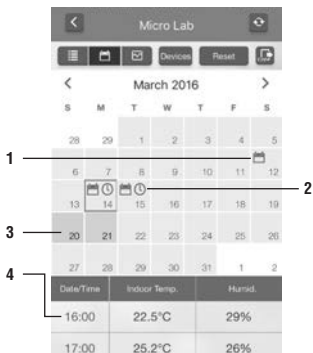 Micro Lab
Devices Reset
March 2016
S M T W T F S
28 29 1 2 3 4 5
1
6 7 8 9 10 11 12
2
13 14 15 16 17 18 19
3
20 21 22 23 24 25 26
4
27 28 29 30 31 1 2
Date/Time Indoor Temp. Humid.
16:00 22.5°C 29%
17:00 25.2°C 26%